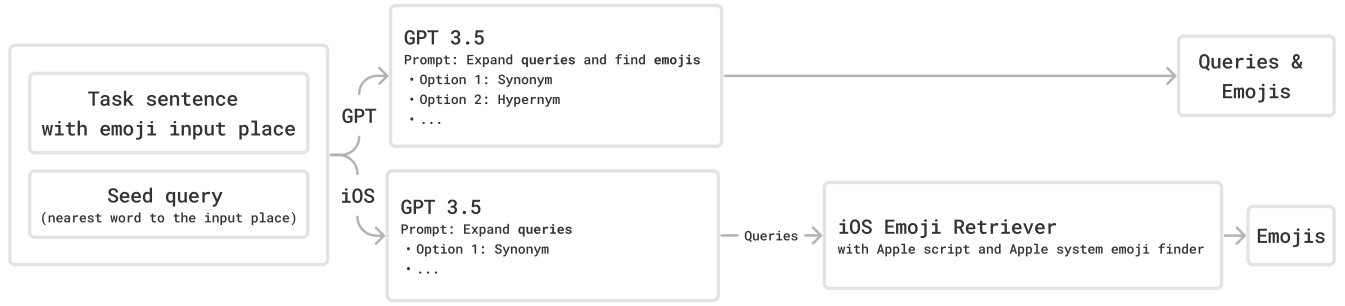 Task sentence
with emoji input place
Seed query
(nearest word to the input place)
GPT
GPT 3.5
Prompt: Expand queries and find emojis
• Option 1: Synonym
• Option 2: Hypernym
• ...
Queries &
Emojis
iOS
GPT 3.5
Prompt: Expand queries
• Option 1: Synonym
• ...
Queries
iOS Emoji Retriever
with Apple script and Apple system emoji finder
Emojis